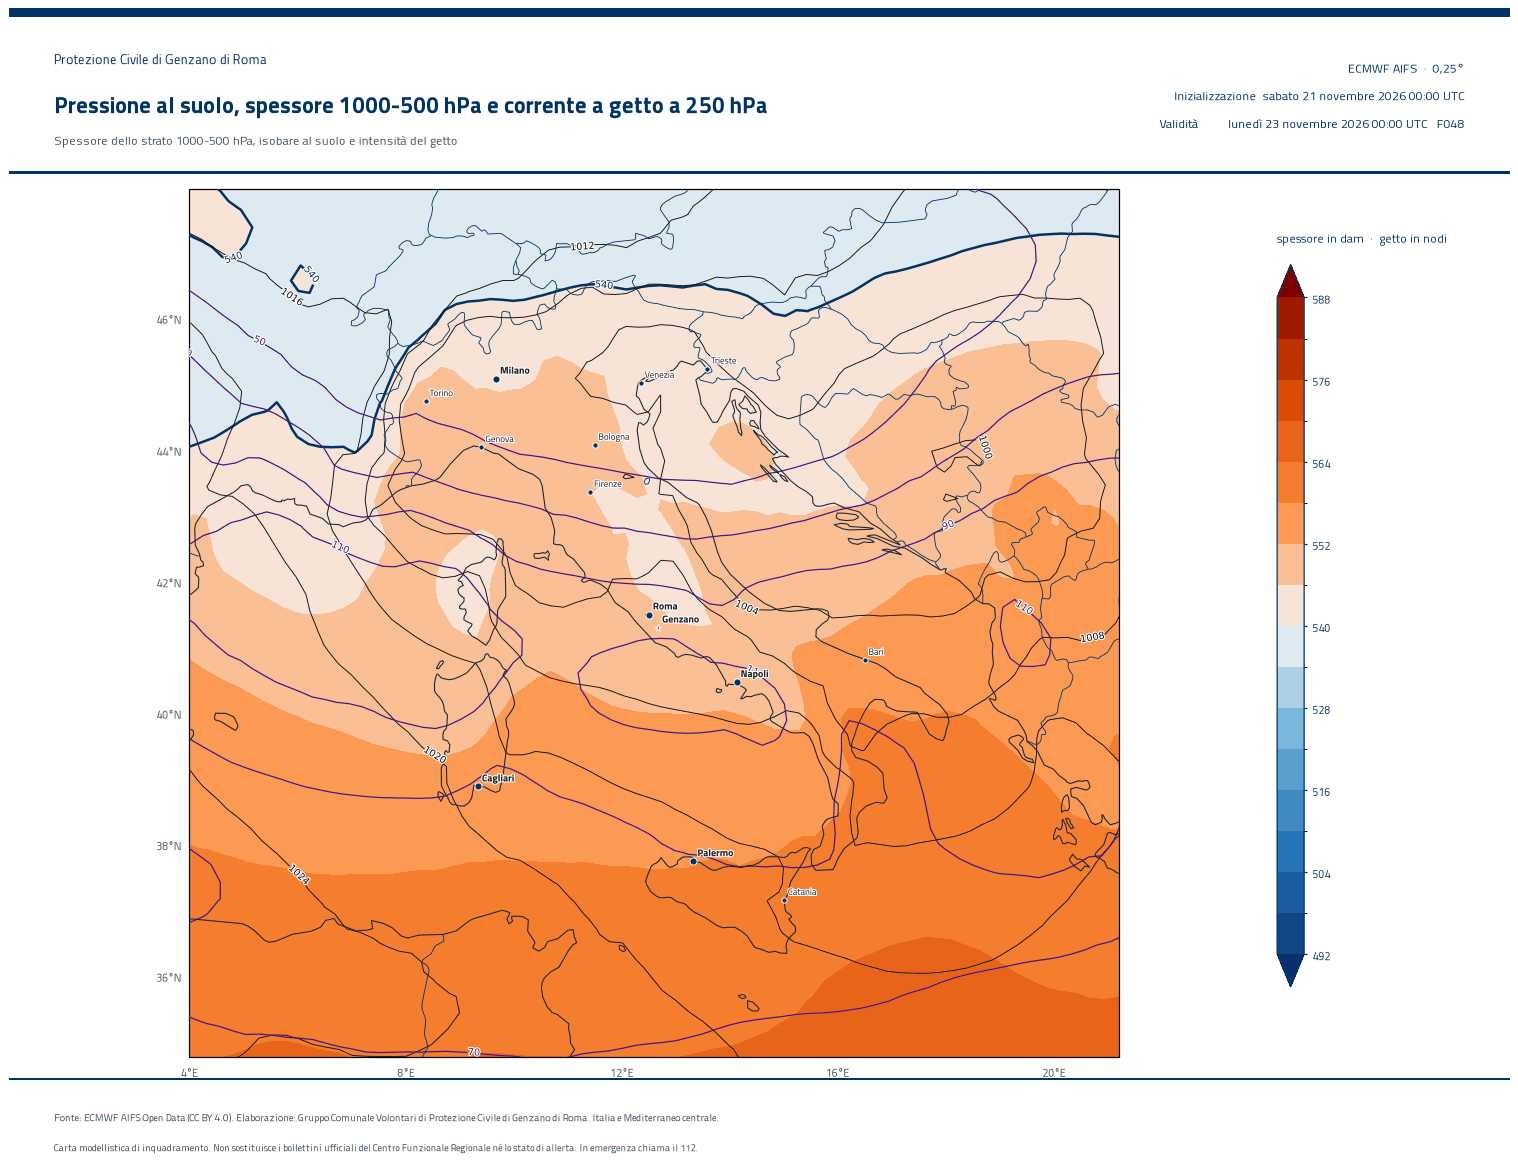 Protezione Civile di Genzano di Roma
Pressione al suolo, spessore 1000-500 hPa e corrente a getto a 250 hPa
Spessore dello strato 1000-500 hPa, isobare al suolo e intensità del getto
ECMWF AIFS · 0,25°
Inizializzazione sabato 21 novembre 2026 00:00 UTC
Validità lunedì 23 novembre 2026 00:00 UTC F048
spessore in dam · getto in nodi
588
576
564
552
540
528
516
504
492
46°N
44°N
42°N
40°N
38°N
36°N
4°E
8°E
12°E
16°E
20°E
540
540
540
1012
1016
50
1000
90
110
1004
110
1008
1020
1024
70
Milano
Torino
Venezia
Trieste
Genova
Bologna
Firenze
Roma
Genzano
Napoli
Bari
Cagliari
Palermo
Catania
Fonte: ECMWF AIFS Open Data (CC BY 4.0). Elaborazione: Gruppo Comunale Volontari di Protezione Civile di Genzano di Roma. Italia e Mediterraneo centrale.
Carta modellistica di inquadramento. Non sostituisce i bollettini ufficiali del Centro Funzionale Regionale né lo stato di allerta. In emergenza chiama il 112.